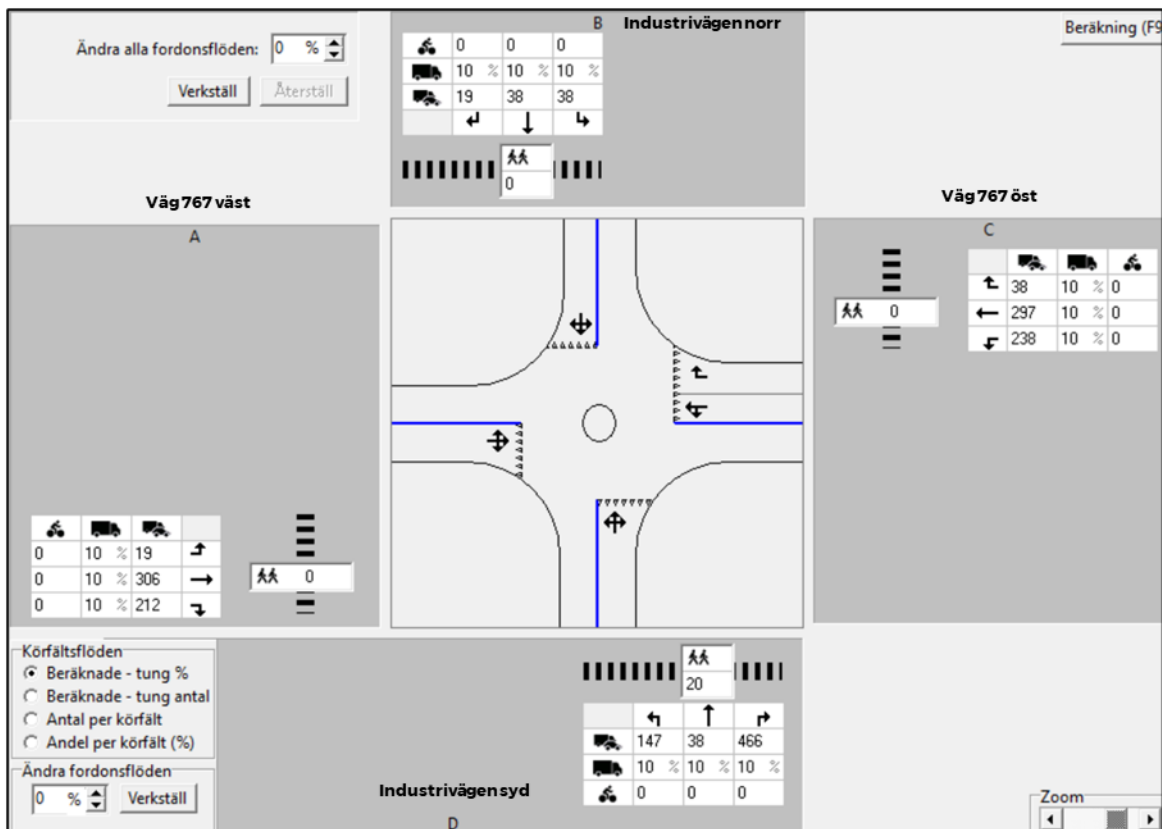 B Industrivägen norr
Ändra alla fordonsflöden: 0 %
Beräkning (F9
0 0 0
10 % 10 % 10 %
Verkställ Återställ
19 38 38
0
Väg 767 väst
Väg 767 öst
A
C
38 10 % 0
0 297 10 % 0
238 10 % 0
0 10 % 19
0 10 % 306 0
0 10 % 212
Körfältsflöden
Beräknade - tung %
Beräknade - tung antal
Antal per körfält
Andel per körfält (%)
20
147 38 466
10 % 10 % 10 %
0 0 0
Ändra fordonsflöden
0 % Verkställ
Industrivägen syd
D
Zoom